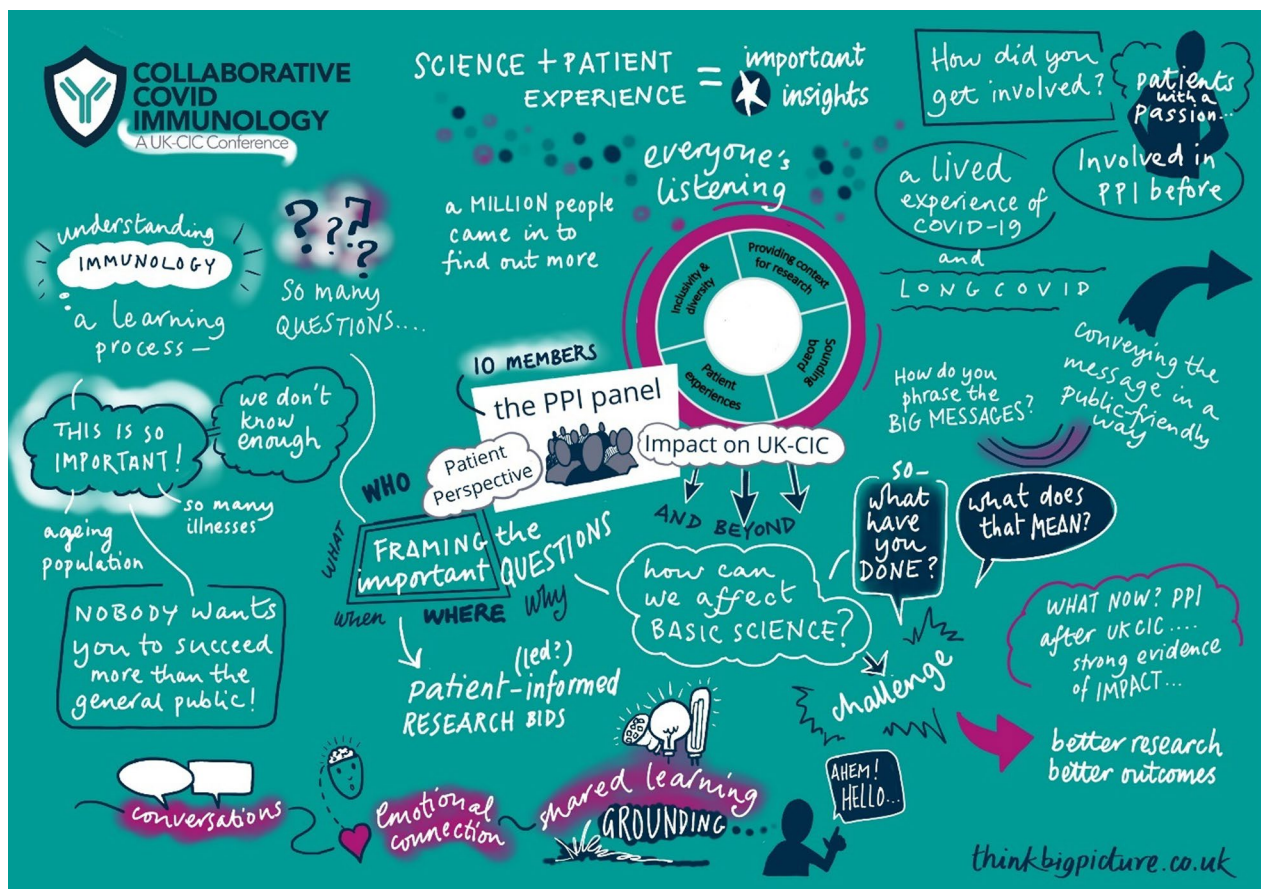 COLLABORATIVE
COVID
IMMUNOLOGY
A UK-CIC Conference
SCIENCE + PATIENT
EXPERIENCE
=
important
insights
How did you
get involved?
patients
with a
passion...
Involved in
PPI before
a lived
experience of
COVID-19
and
LONG COVID
everyone's
listening
a MILLION people
came in to
find out more
understanding
IMMUNOLOGY
a learning
process –
? ? ? ?
So many
QUESTIONS....
Inclusivity &
diversity
Providing context
for research
Sounding
board
Patient
experiences
10 MEMBERS
the PPI panel
Patient
Perspective
Impact on UK-CIC
AND BEYOND
Conveying the
message in a
public-friendly
way
How do you
phrase the
BIG MESSAGES?
THIS IS SO
IMPORTANT!
we don't
know
enough
so many
illnesses
ageing
population
NOBODY wants
you to succeed
more than the
general public!
WHO
WHAT
FRAMING the
important QUESTIONS
when
WHERE
why
(led?)
patient-informed
RESEARCH BIDS
how can
we affect
BASIC SCIENCE?
SO–
what
have
you
DONE?
what does
that MEAN?
challenge
WHAT NOW? PPI
after UKCIC....
strong evidence
of IMPACT...
better research
better outcomes
conversations
emotional
connection
shared learning
GROUNDING
AHEM!
HELLO...
thinkbigpicture.co.uk